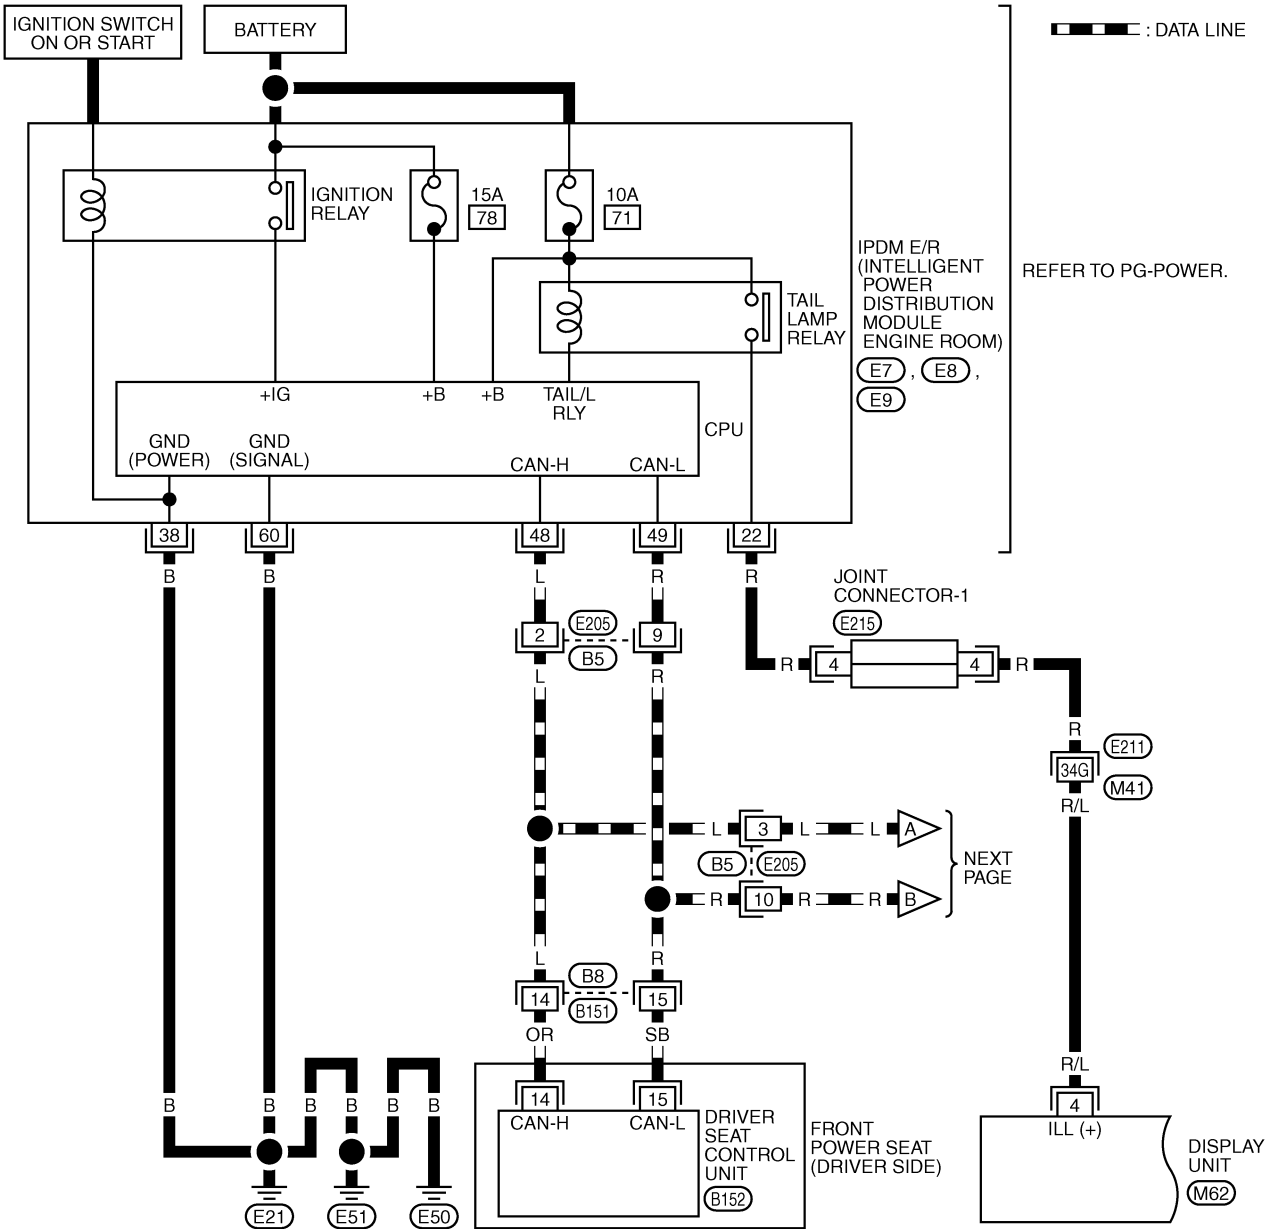 IGNITION SWITCH
ON OR START
BATTERY
: DATA LINE
IGNITION
RELAY
15A
78
10A
71
IPDM E/R
(INTELLIGENT
POWER
DISTRIBUTION
MODULE
ENGINE ROOM)
E7 , E8 ,
E9
REFER TO PG-POWER.
TAIL
LAMP
RELAY
+IG
+B
+B
TAIL/L
RLY
CPU
GND
(POWER)
GND
(SIGNAL)
CAN-H
CAN-L
38
60
48
49
22
B
B
L
R
R
JOINT
CONNECTOR-1
E215
2
E205
B5
9
R
4
4
R
L
R
R
34G
E211
M41
R/L
L
3
L
L
A
B5
E205
R
10
R
R
B
NEXT
PAGE
L
R
14
B8
B151
15
OR
SB
R/L
B
B
B
B
B
B
14
15
CAN-H
CAN-L
DRIVER
SEAT
CONTROL
UNIT
B152
FRONT
POWER SEAT
(DRIVER SIDE)
4
ILL (+)
DISPLAY
UNIT
M62
E21
E51
E50